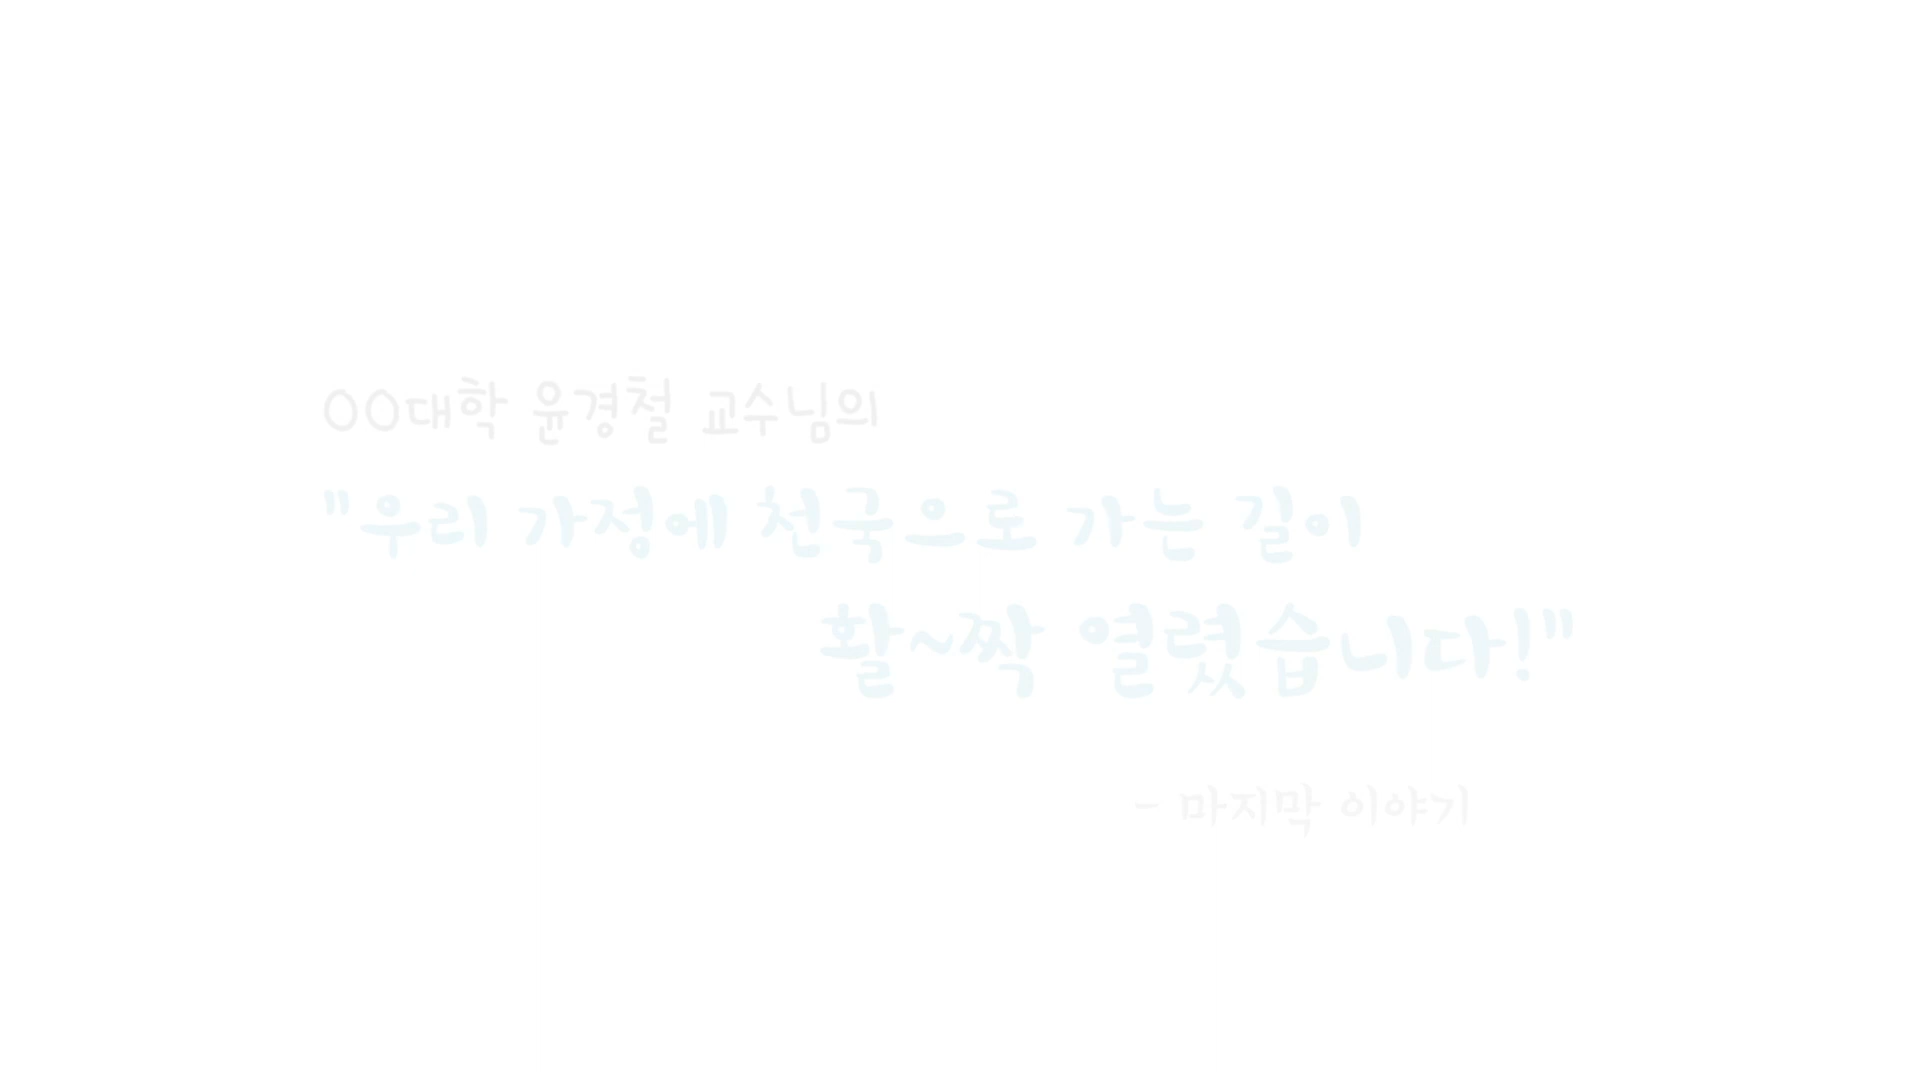 OO대학 윤경철 교수님의
"우리 가정에 천국으로 가는 길이
활~짝 열렸습니다!"
- 마지막 이야기